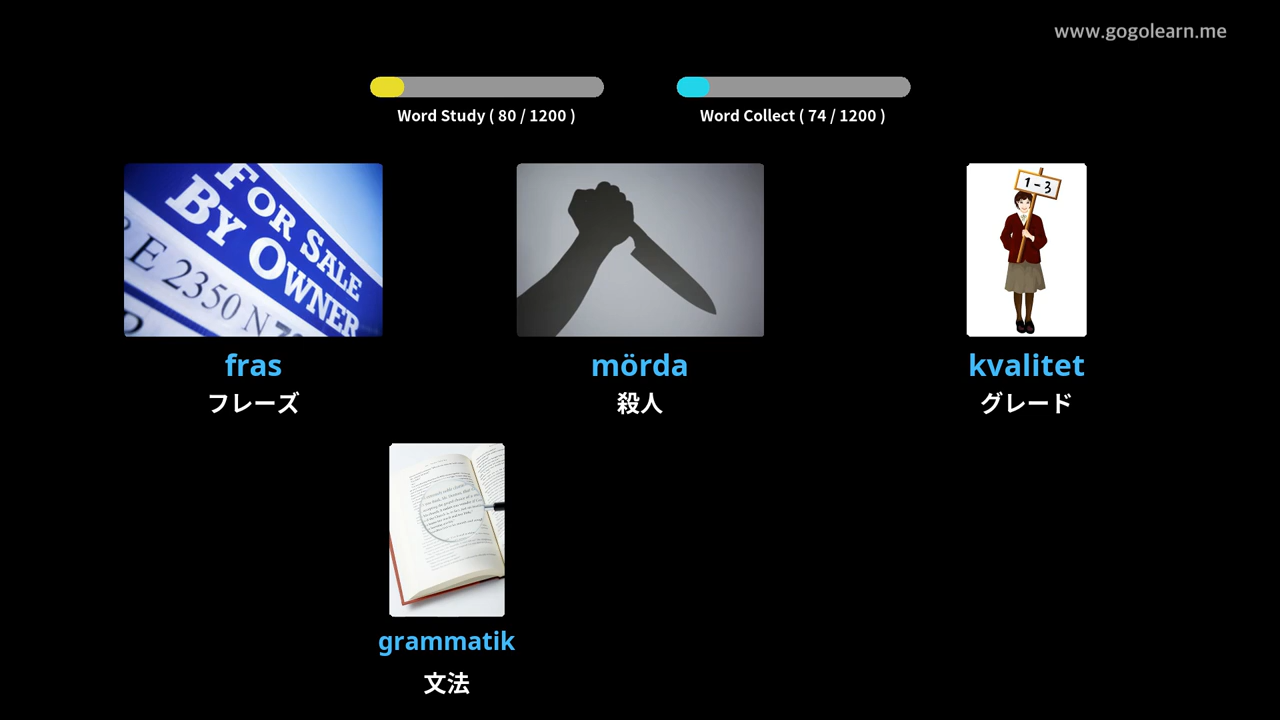 www.gogolearn.me
Word Study ( 80 / 1200 )
Word Collect ( 74 / 1200 )
FOR SALE
BY OWNER
E 2350 N
1-3
fras
mörda
kvalitet
フレーズ
殺人
グレード
grammatik
文法